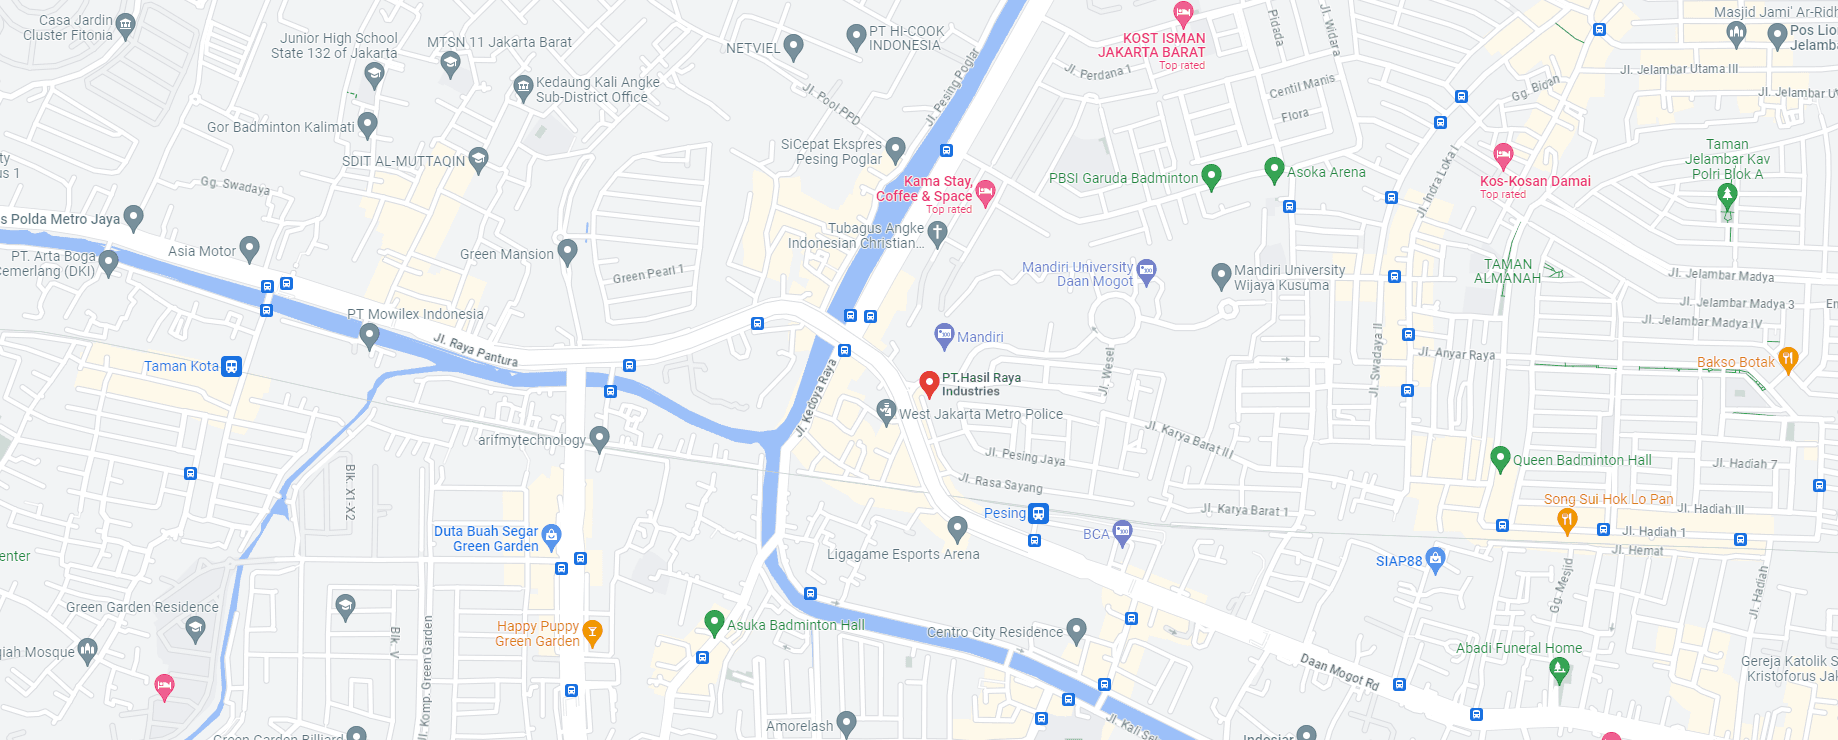 Casa Jardin
Cluster Fitonia
Junior High School
State 132 of Jakarta
MTSN 11 Jakarta Barat
NETVIEL
PT HI-COOK
INDONESIA
Jl. Pesing Poglar
KOST ISMAN
JAKARTA BARAT
Top rated
Pidada
Jl. Widara
Masjid Jami' Ar-Ridh
Pos Lion
Jelamba
Jl. Perdana 1
Jl. Jelambar Utama III
Kedaung Kali Angke
Sub-District Office
Jl. Pool PPD
Centil Manis
Gg. Bioan
Jl. Jelambar U
Gor Badminton Kalimati
Flora
SiCepat Ekspres
Pesing Poglar
SDIT AL-MUTTAQIN
Gg. Swadaya
ty
us 1
PBSI Garuda Badminton
Asoka Arena
Jl. Indra Loka I
Kos-Kosan Damai
Top rated
Taman
Jelambar Kav
Polri Blok A
Kama Stay,
Coffee & Space
Top rated
s Polda Metro Jaya
Tubagus Angke
Indonesian Christian...
Asia Motor
PT. Arta Boga
Cemerlang (DKI)
Green Mansion
Green Pearl 1
Mandiri University
Daan Mogot
Mandiri University
Wijaya Kusuma
TAMAN
ALMANAH
Jl. Jelambar Madya
Jl. Jelambar Madya 3
En
Jl. Jelambar Madya IV
PT Mowilex Indonesia
Jl. Raya Pantura
Mandiri
Jl. Wesel
Jl. Swadaya II
Jl. Anyar Raya
Bakso Botak
Taman Kota
Jl. Kedoya Raya
PT.Hasil Raya
Industries
West Jakarta Metro Police
arifmytechnology
Jl. Pesing Jaya
Jl. Karya Barat III
Queen Badminton Hall
Jl. Hadiah 7
Blk. X1-X2
Jl. Rasa Sayang
Song Sui Hok Lo Pan
Jl. Karya Barat 1
Jl. Hadiah III
Pesing
BCA
Jl. Hadiah 1
Jl. Hemat
Duta Buah Segar
Green Garden
Ligagame Esports Arena
SIAP88
enter
Gg. Mesjid
Jl. Hadiah
Green Garden Residence
Happy Puppy
Green Garden
Asuka Badminton Hall
Centro City Residence
Blk. V
Jl. Komp. Green Garden
qiah Mosque
Abadi Funeral Home
Daan Mogot Rd
Gereja Katolik S
Kristoforus Jak
Amorelash
Jl. Kali Se
Green Garden Billiard
Indosiar